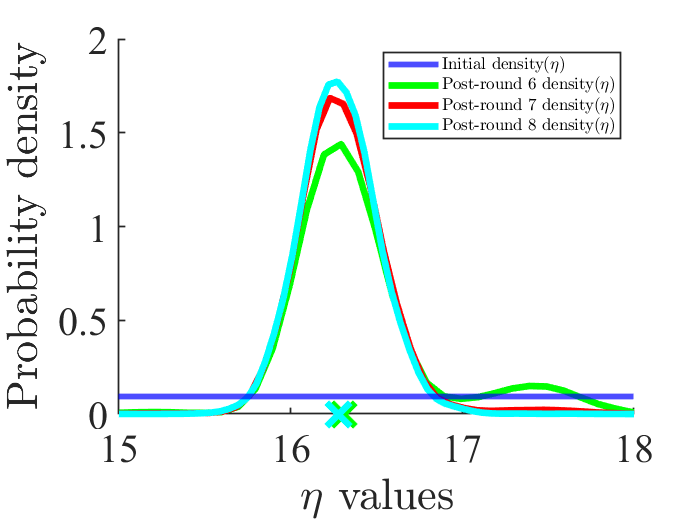 2
Initial density(η)
Post-round 6 density(η)
Post-round 7 density(η)
Post-round 8 density(η)
1.5
1
0.5
0
Probability density
15 16 17 18
η values